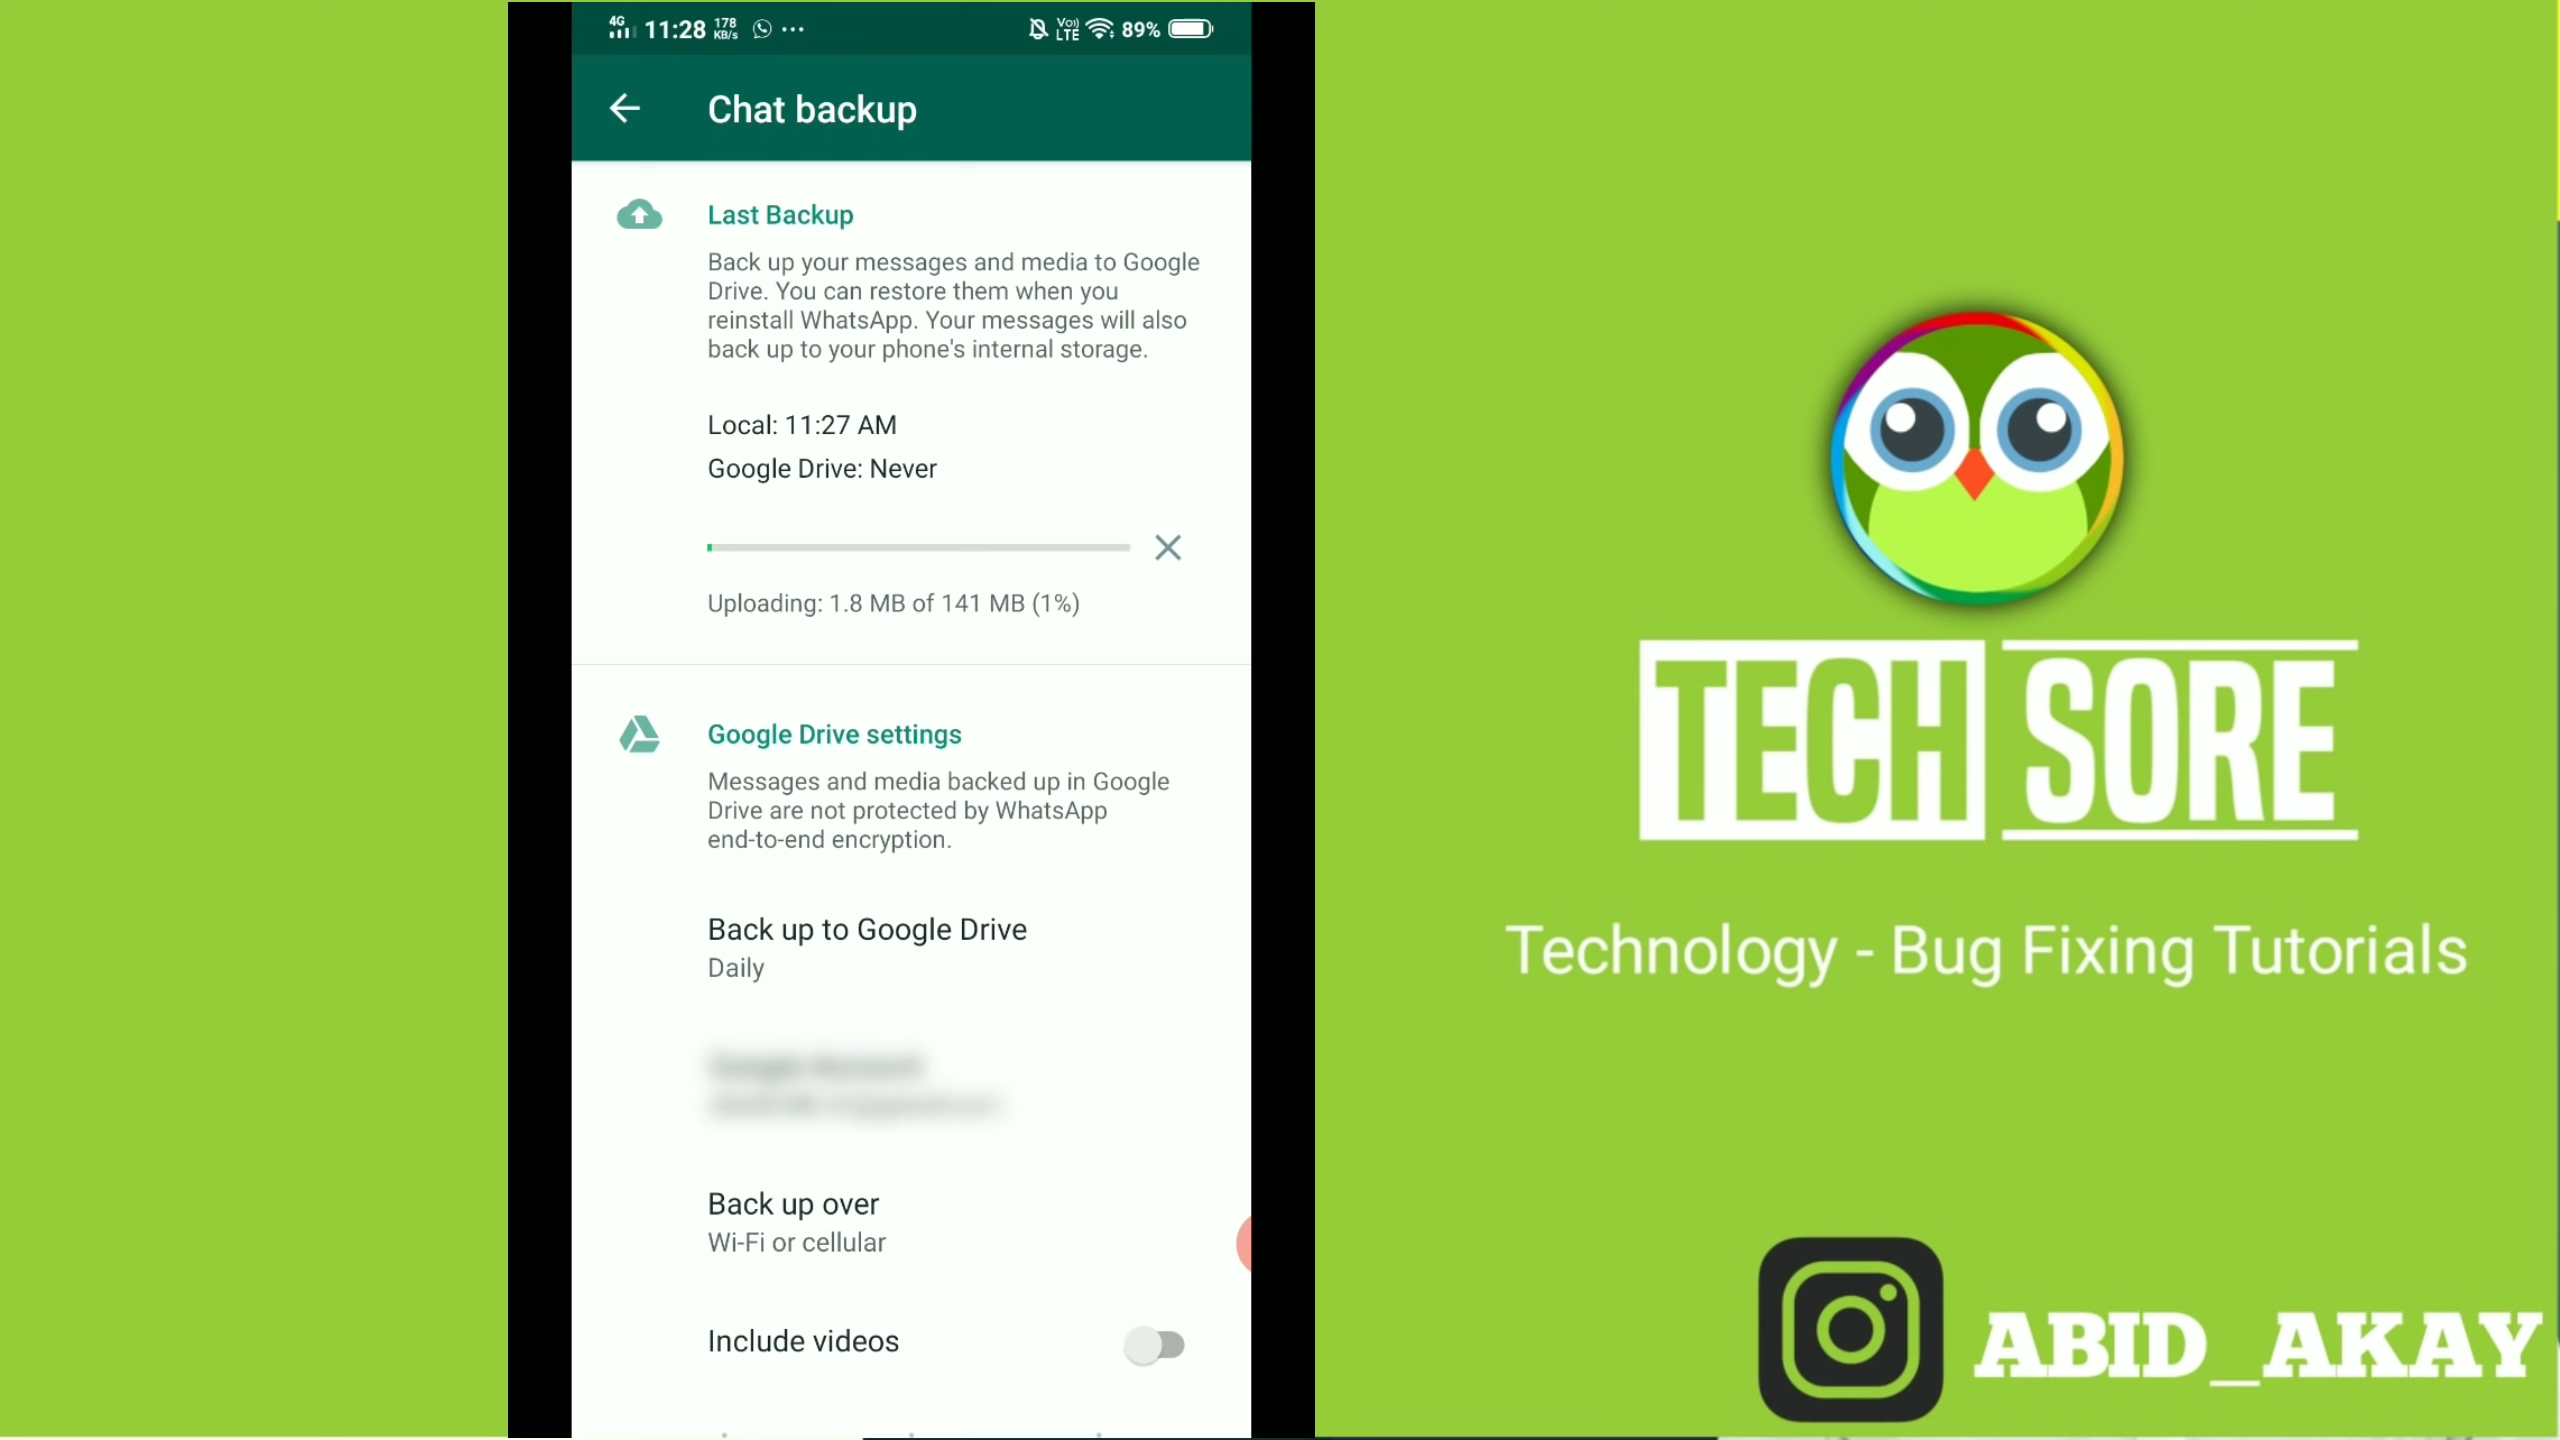 4G 11:28 178 KB/s Vo) LTE 89%
Chat backup
Last Backup
Back up your messages and media to Google
Drive. You can restore them when you
reinstall WhatsApp. Your messages will also
back up to your phone's internal storage.
Local: 11:27 AM
Google Drive: Never
Uploading: 1.8 MB of 141 MB (1%)
Google Drive settings
Messages and media backed up in Google
Drive are not protected by WhatsApp
end-to-end encryption.
Back up to Google Drive
Daily
Back up over
Wi-Fi or cellular
Include videos
TECH SORE
Technology - Bug Fixing Tutorials
ABID_AKAY